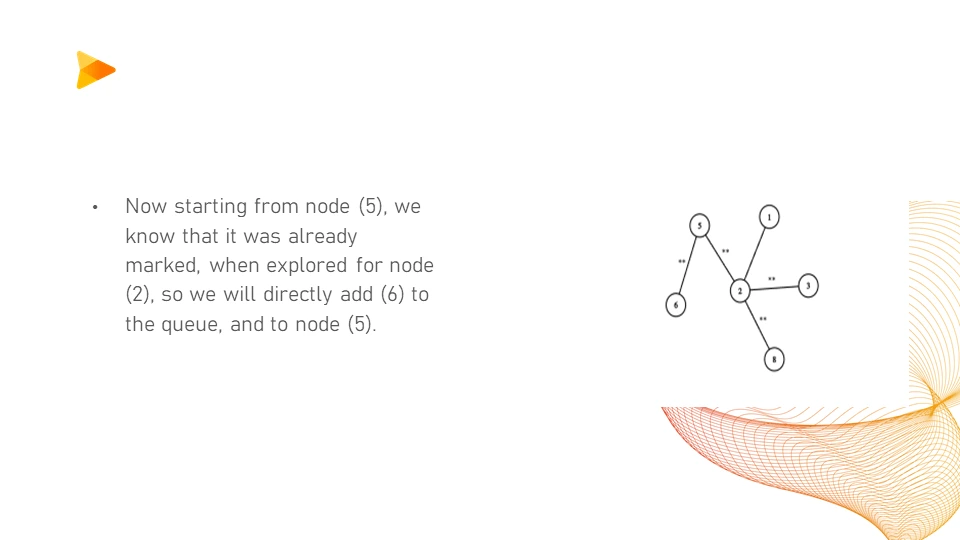 • Now starting from node (5), we
know that it was already
marked, when explored for node
(2), so we will directly add (6) to
the queue, and to node (5).
1
5
**
**
**
2
3
6
**
8